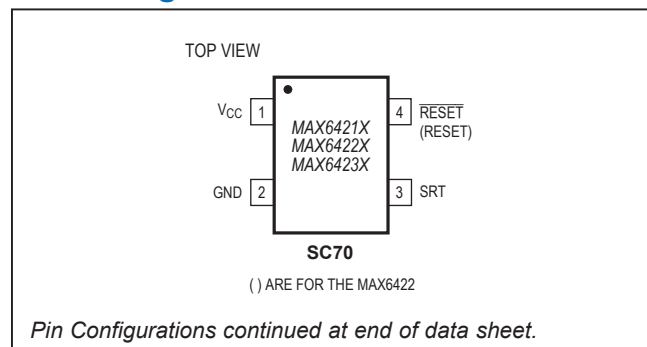 TOP VIEW
VCC 1
4 RESET
(RESET)
MAX6421X
MAX6422X
MAX6423X
GND 2
3 SRT
SC70
( ) ARE FOR THE MAX6422
Pin Configurations continued at end of data sheet.